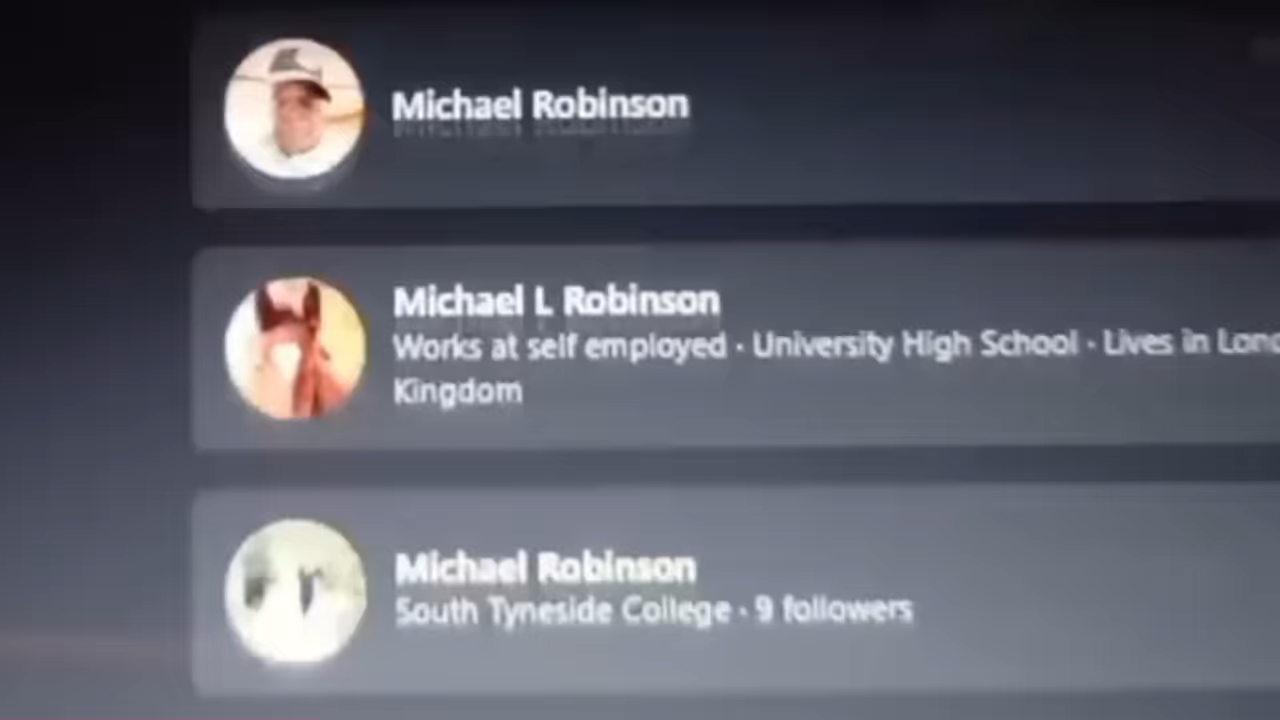 Michael Robinson
Michael L Robinson
Works at self employed · University High School · Lives in
Kingdom
Michael Robinson
South Tyneside College · 9 followers